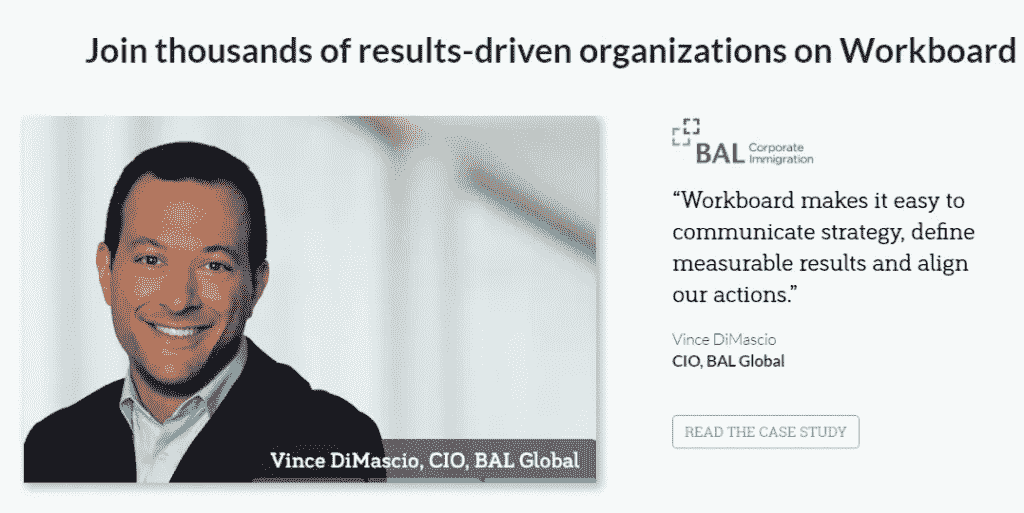 Join thousands of results-driven organizations on Workboard
BAL Corporate
Immigration
“Workboard makes it easy to
communicate strategy, define
measurable results and align
our actions.”
Vince DiMascio
CIO, BAL Global
READ THE CASE STUDY
Vince DiMascio, CIO, BAL Global